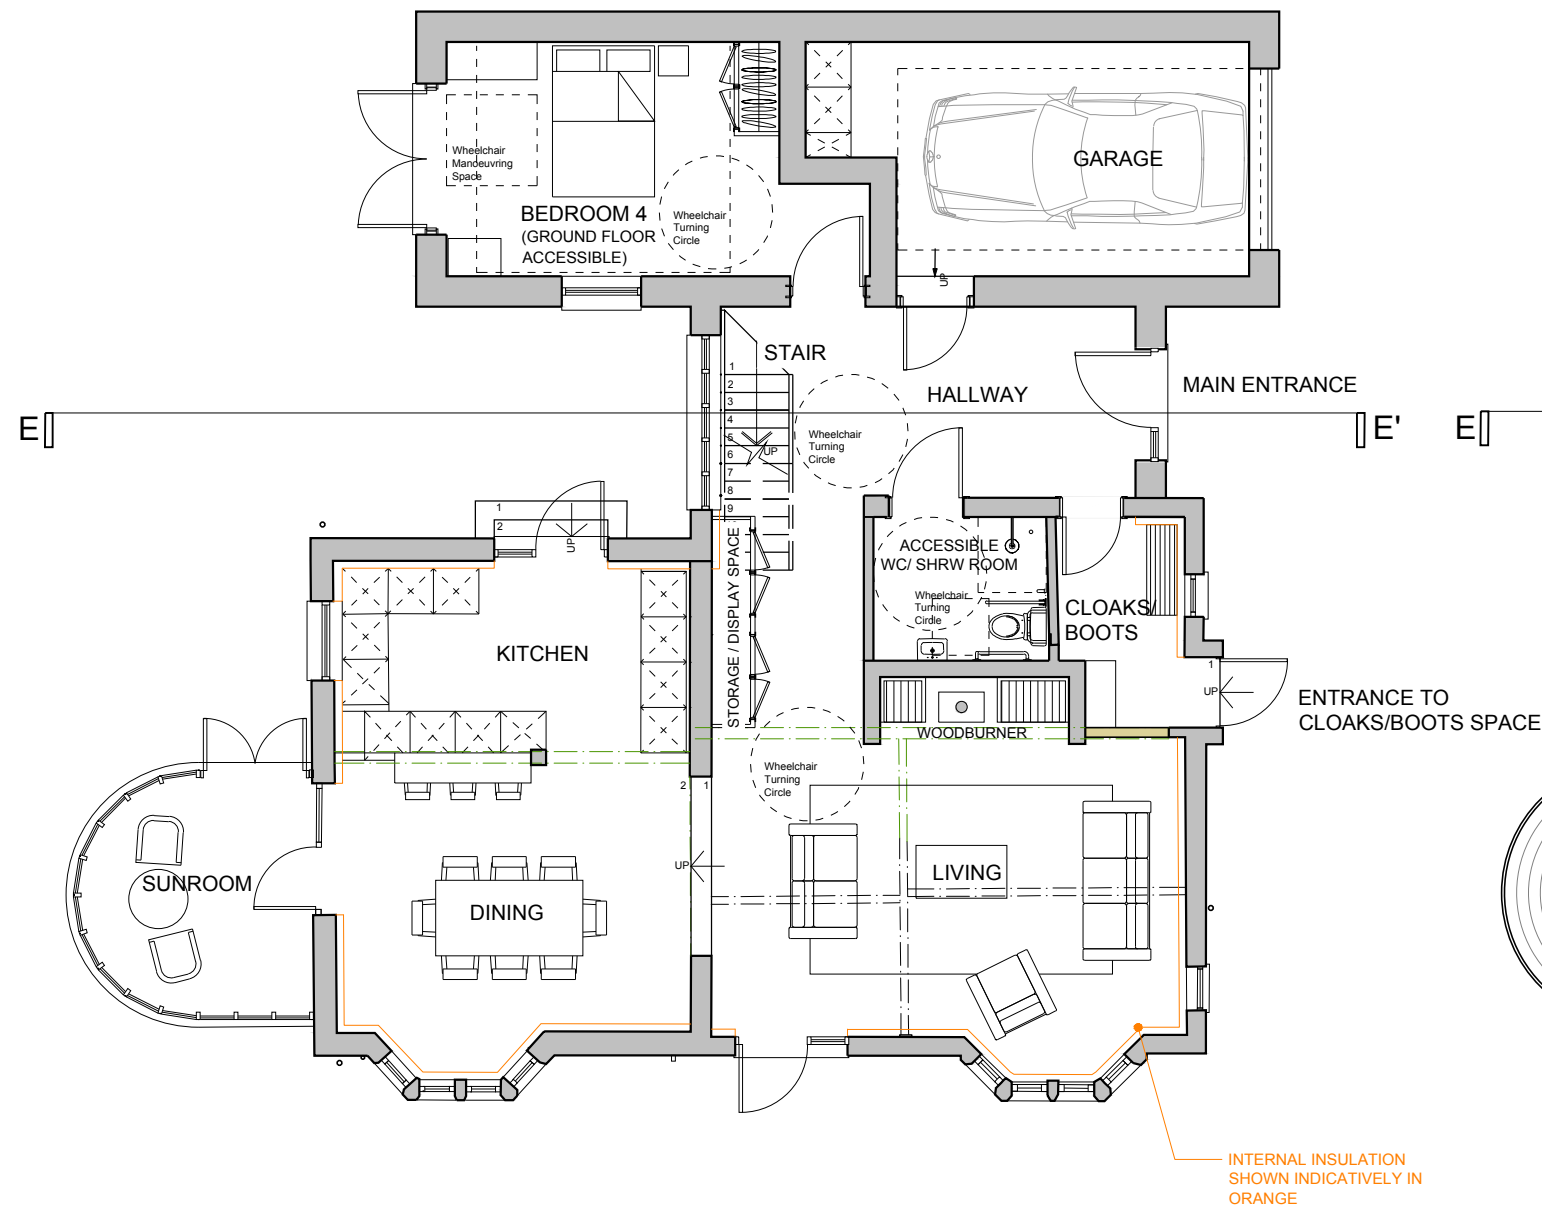 Wheelchair
Manoeuvring
Space
BEDROOM 4
(GROUND FLOOR
ACCESSIBLE)
Wheelchair
Turning
Circle
GARAGE
UP
STAIR
HALLWAY
MAIN ENTRANCE
E
E'
E
1
2
3
4
5
6
7
8
9
UP
Wheelchair
Turning
Circle
1
2
UP
KITCHEN
STORAGE / DISPLAY SPACE
ACCESSIBLE
WC/ SHRW ROOM
Wheelchair
Turning
Circle
CLOAKS/
BOOTS
1
UP
ENTRANCE TO
CLOAKS/BOOTS SPACE
WOODBURNER
Wheelchair
Turning
Circle
2
1
UP
SUNROOM
DINING
LIVING
INTERNAL INSULATION
SHOWN INDICATIVELY IN
ORANGE